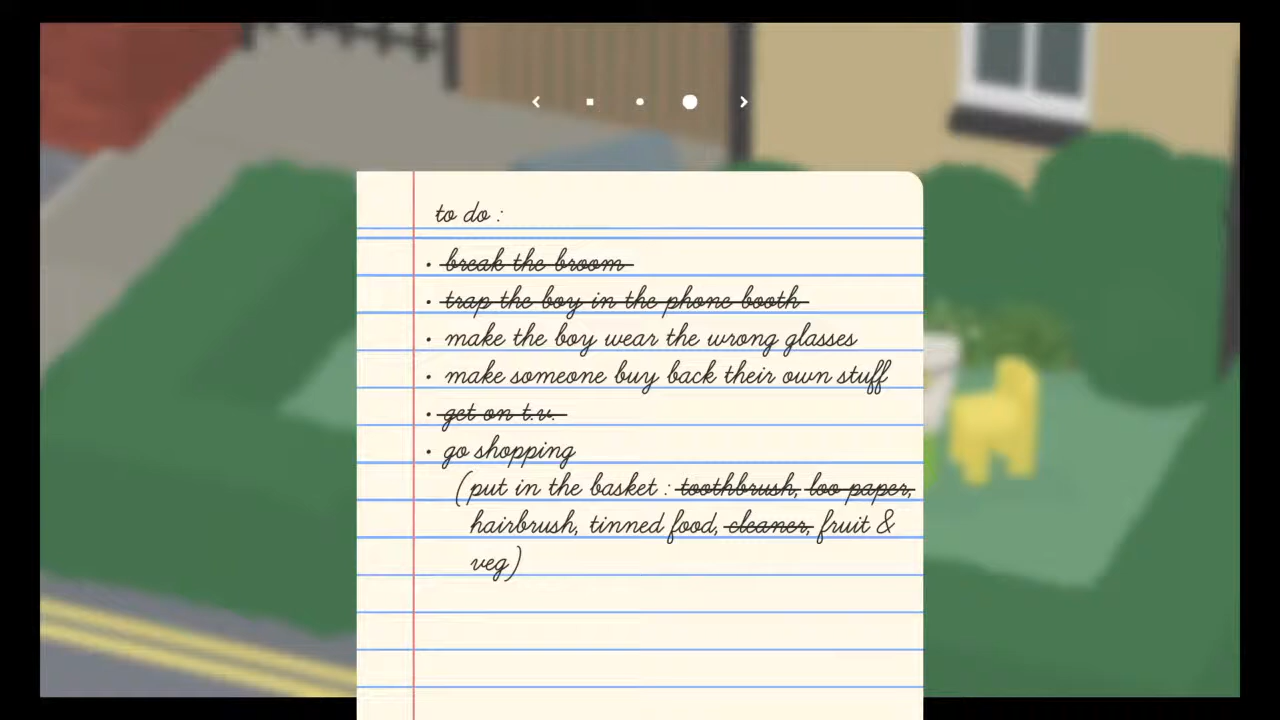 to do :
• break the broom
• trap the boy in the phone booth
• make the boy wear the wrong glasses
• make someone buy back their own stuff
• get on t.v.
• go shopping
(put in the basket : toothbrush, loo paper,
hairbrush, tinned food, cleaner, fruit &
veg)